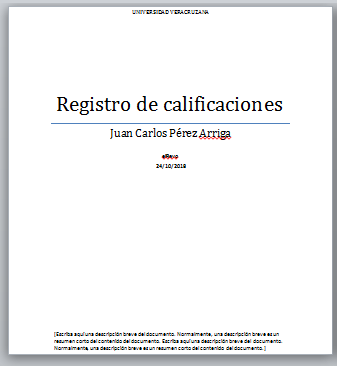 UNIVERSIDAD VERACRUZANA
Registro de calificaciones
Juan Carlos Pérez Arriga
24/10/2018
[Escriba aquí una descripción breve del documento. Normalmente, una descripción breve es un
resumen corto del contenido del documento. Escriba aquí una descripción breve del documento.
Normalmente, una descripción breve es un resumen corto del contenido del documento.]